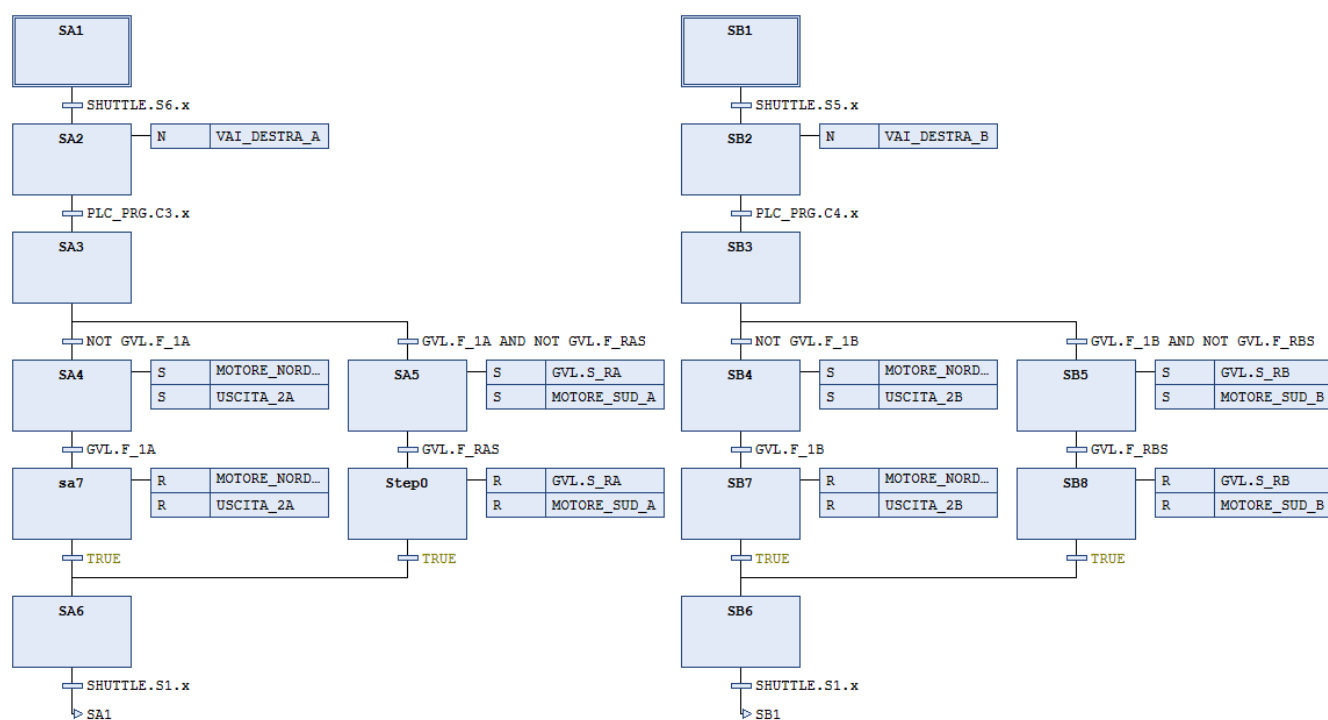 SA1
SHUTTLE.S6.x
SA2 N VAI_DESTRA_A
PLC_PRG.C3.x
SA3
NOT GVL.F_1A GVL.F_1A AND NOT GVL.F_RAS
SA4 S MOTORE_NORD… SA5 S GVL.S_RA
S USCITA_2A S MOTORE_SUD_A
GVL.F_1A GVL.F_RAS
sa7 R MOTORE_NORD… Step0 R GVL.S_RA
R USCITA_2A R MOTORE_SUD_A
TRUE TRUE
SA6
SHUTTLE.S1.x
SA1
SB1
SHUTTLE.S5.x
SB2 N VAI_DESTRA_B
PLC_PRG.C4.x
SB3
NOT GVL.F_1B GVL.F_1B AND NOT GVL.F_RBS
SB4 S MOTORE_NORD… SB5 S GVL.S_RB
S USCITA_2B S MOTORE_SUD_B
GVL.F_1B GVL.F_RBS
SB7 R MOTORE_NORD… SB8 R GVL.S_RB
R USCITA_2B R MOTORE_SUD_B
TRUE TRUE
SB6
SHUTTLE.S1.x
SB1